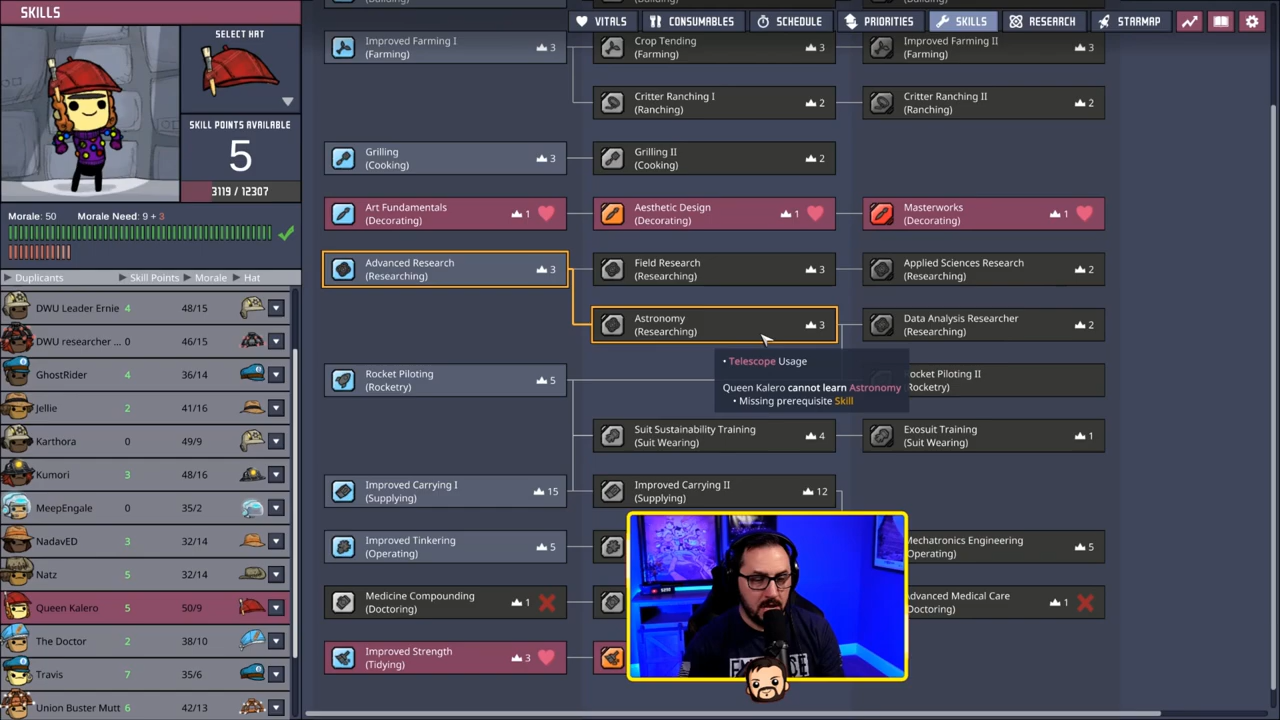 SKILLS
VITALS
CONSUMABLES
SCHEDULE
PRIORITIES
SKILLS
RESEARCH
STARMAP
SELECT HAT
SKILL POINTS AVAILABLE
5
3119 / 12307
Morale: 50
Morale Need: 9 + 3
Duplicants
Skill Points
Morale
Hat
DWU Leader Ernie 4 48/15
DWU researcher ... 0 46/15
GhostRider 4 36/14
Jellie 2 41/16
Karthora 0 49/9
Kumori 3 48/16
MeepEngale 0 35/2
NadavED 3 32/14
Natz 5 32/14
Queen Kalero 5 50/9
The Doctor 2 38/10
Travis 7 35/6
Union Buster Mutt 6 42/13
Improved Farming I
(Farming)
3
Crop Tending
(Farming)
3
Improved Farming II
(Farming)
3
Critter Ranching I
(Ranching)
2
Critter Ranching II
(Ranching)
2
Grilling
(Cooking)
3
Grilling II
(Cooking)
2
Art Fundamentals
(Decorating)
1
Aesthetic Design
(Decorating)
1
Masterworks
(Decorating)
1
Advanced Research
(Researching)
3
Field Research
(Researching)
3
Applied Sciences Research
(Researching)
2
Astronomy
(Researching)
3
Data Analysis Researcher
(Researching)
2
• Telescope Usage
Queen Kalero cannot learn Astronomy
• Missing prerequisite Skill
Rocket Piloting
(Rocketry)
5
Rocket Piloting II
(Rocketry)
Suit Sustainability Training
(Suit Wearing)
4
Exosuit Training
(Suit Wearing)
1
Improved Carrying I
(Supplying)
15
Improved Carrying II
(Supplying)
12
Improved Tinkering
(Operating)
5
Mechatronics Engineering
(Operating)
5
Medicine Compounding
(Doctoring)
1
Advanced Medical Care
(Doctoring)
1
Improved Strength
(Tidying)
3